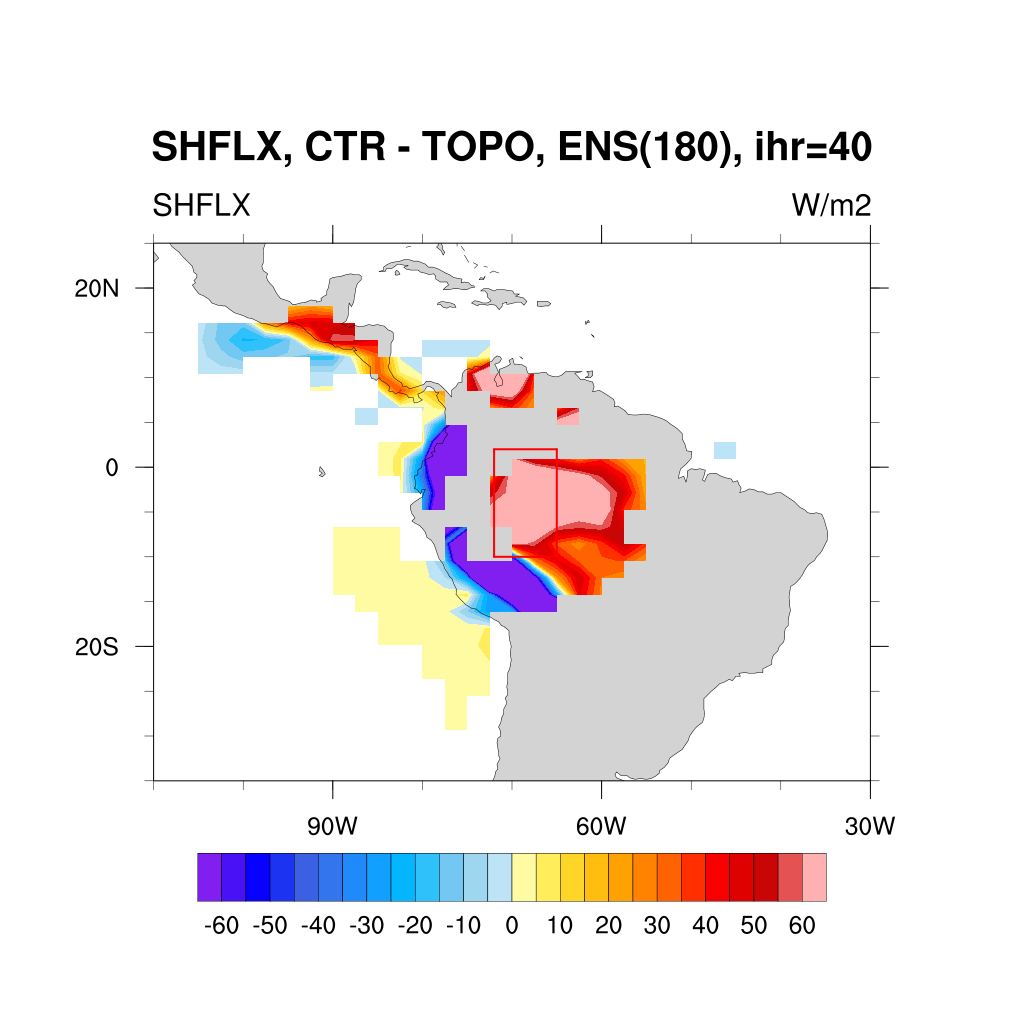 SHFLX, CTR - TOPO, ENS(180), ihr=40
SHFLX W/m2
20N
0
20S
90W 60W 30W
-60 -50 -40 -30 -20 -10 0 10 20 30 40 50 60